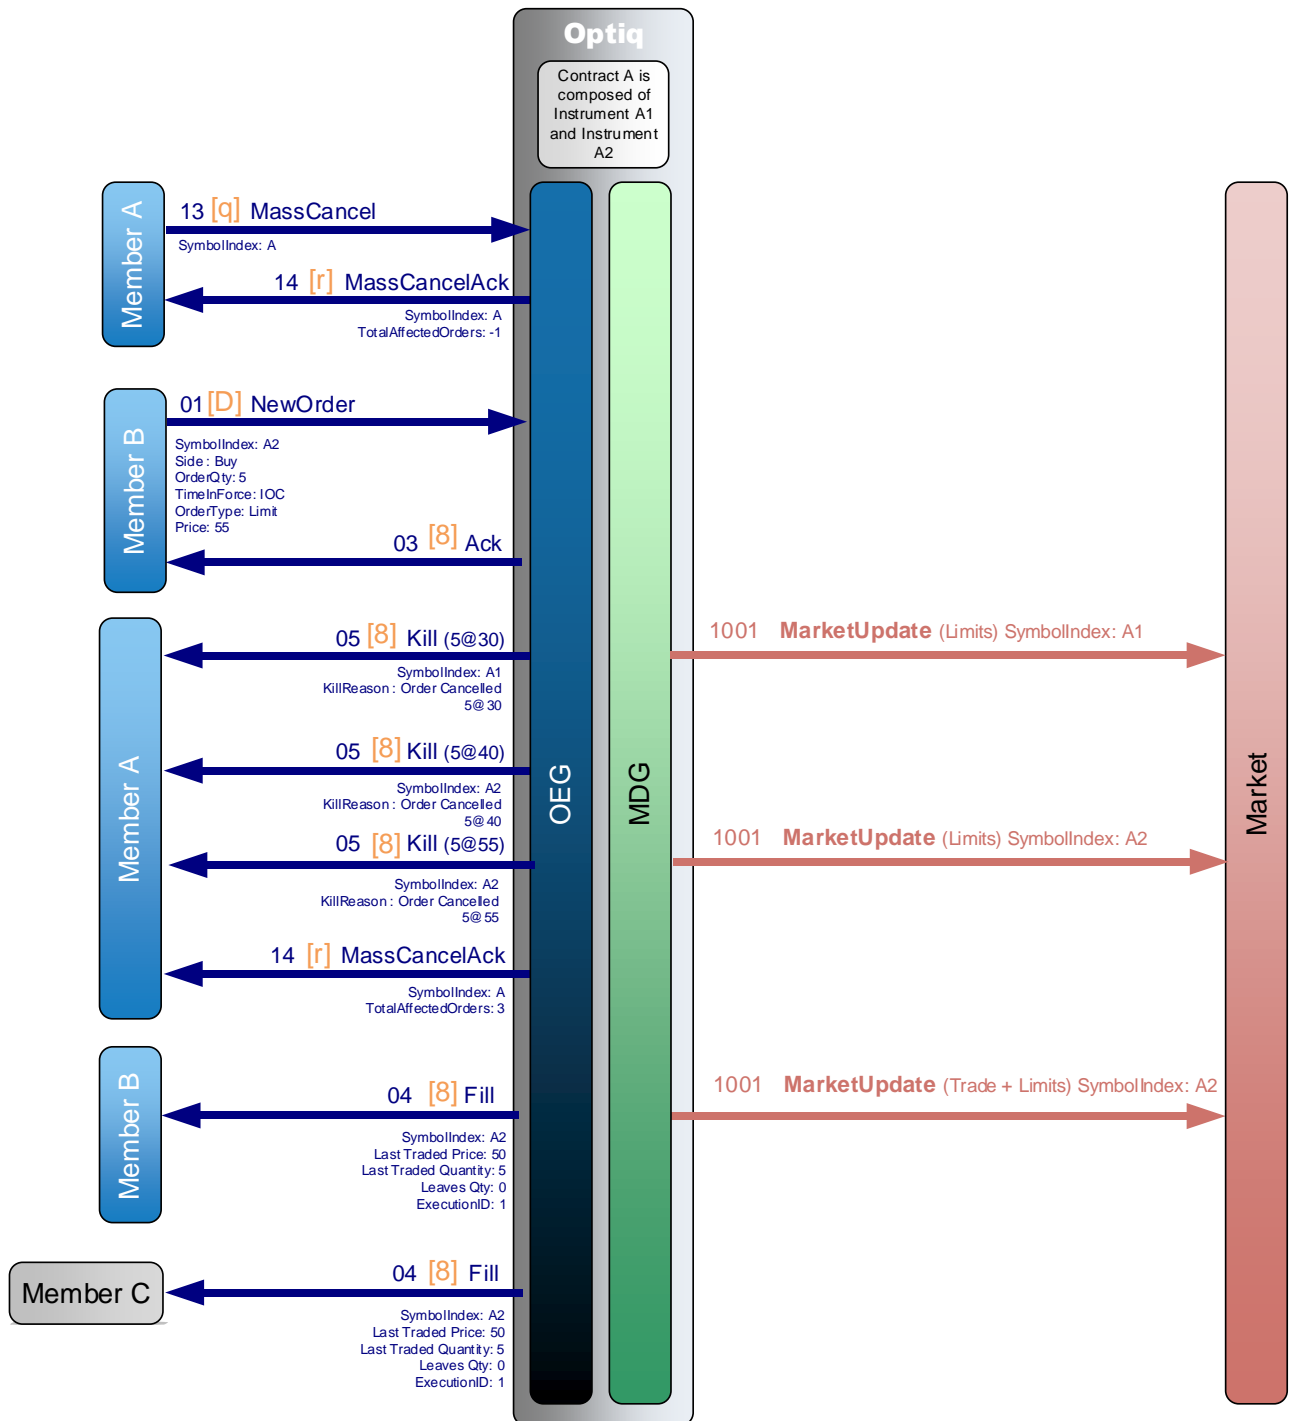 Optiq
Contract A is
composed of
Instrument A1
and Instrument
A2
Member A
13 [q] MassCancel
SymbolIndex: A
14 [r] MassCancelAck
SymbolIndex: A
TotalAffectedOrders: -1
Member B
01 [D] NewOrder
SymbolIndex: A2
Side : Buy
OrderQty: 5
TimeInForce: IOC
OrderType: Limit
Price: 55
03 [8] Ack
Member A
05 [8] Kill (5@30)
SymbolIndex: A1
KillReason : Order Cancelled
5@30
1001 MarketUpdate (Limits) SymbolIndex: A1
05 [8] Kill (5@40)
SymbolIndex: A2
KillReason : Order Cancelled
5@40
OEG
MDG
Market
05 [8] Kill (5@55)
SymbolIndex: A2
KillReason : Order Cancelled
5@55
1001 MarketUpdate (Limits) SymbolIndex: A2
14 [r] MassCancelAck
SymbolIndex: A
TotalAffectedOrders: 3
Member B
04 [8] Fill
SymbolIndex: A2
Last Traded Price: 50
Last Traded Quantity: 5
Leaves Qty: 0
ExecutionID: 1
1001 MarketUpdate (Trade + Limits) SymbolIndex: A2
Member C
04 [8] Fill
SymbolIndex: A2
Last Traded Price: 50
Last Traded Quantity: 5
Leaves Qty: 0
ExecutionID: 1